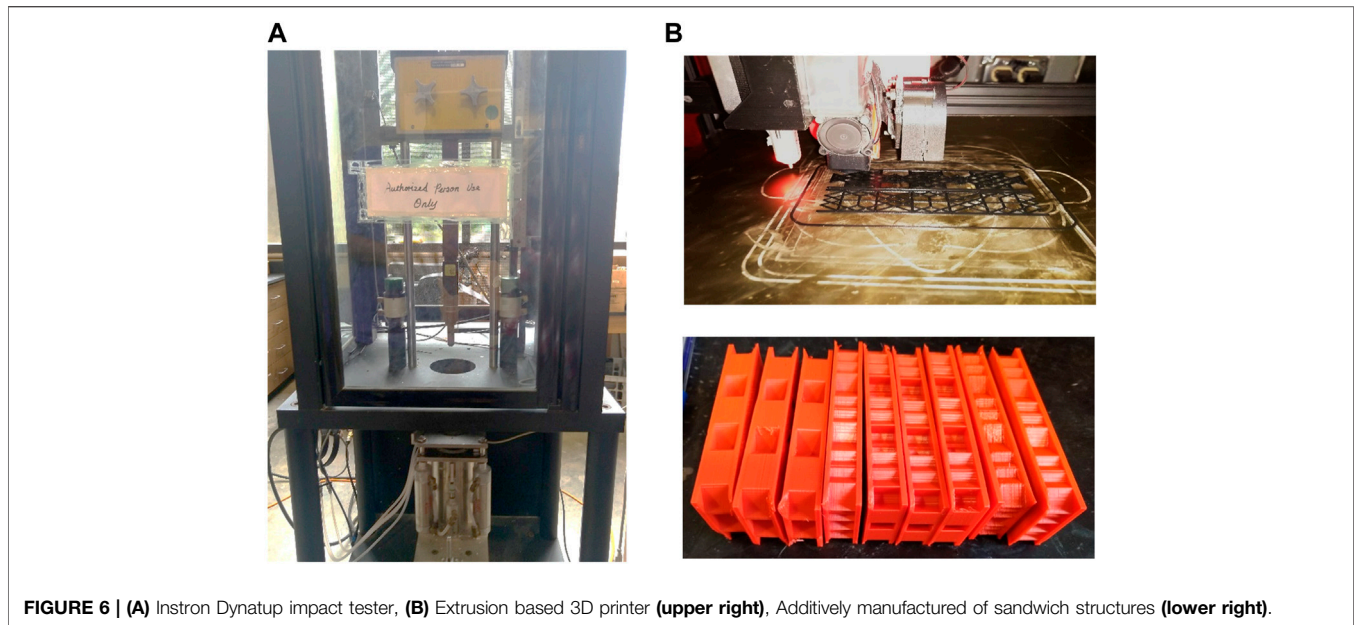 A
B
Authorized Person Use
Only
FIGURE 6 | (A) Instron Dynatup impact tester, (B) Extrusion based 3D printer (upper right), Additively manufactured of sandwich structures (lower right).